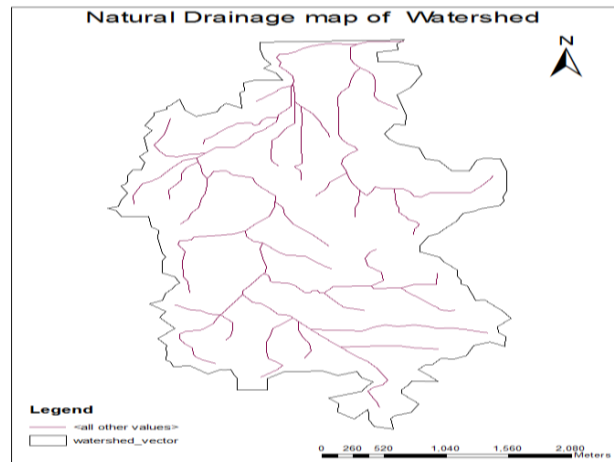 Natural Drainage map of Watershed
N
Legend
<all other values>
watershed_vector
0 260 520 1,040 1,560 2,080
Meters